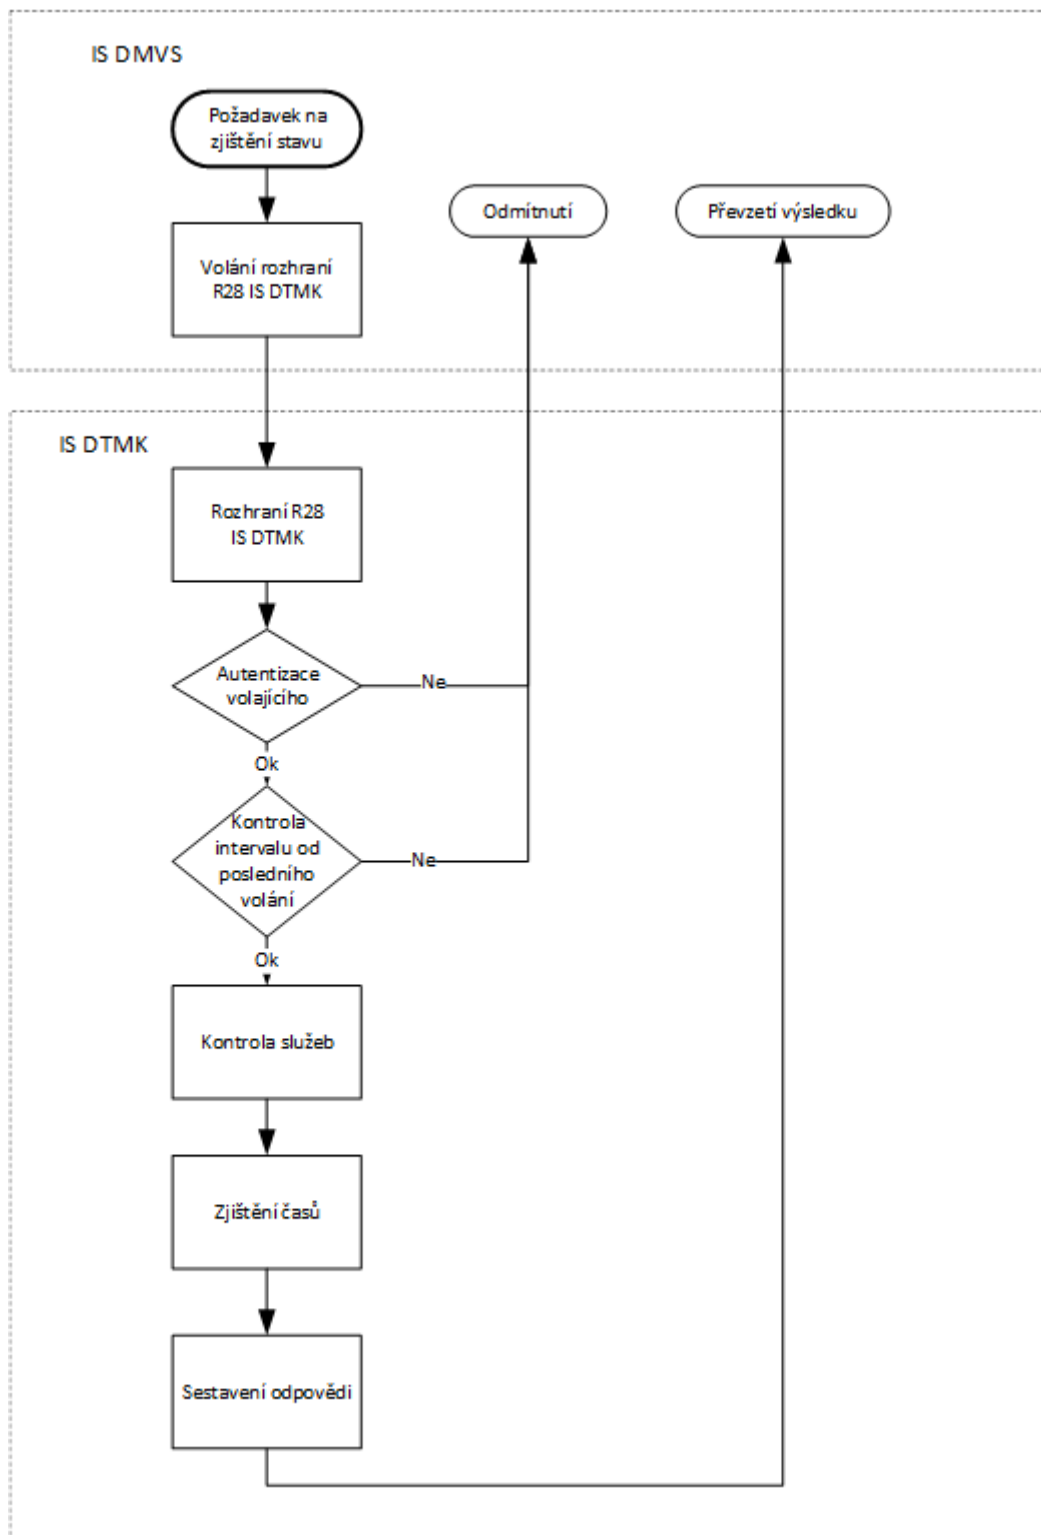 IS DMVS
Požadavek na
zjištění stavu
Odmítnutí
Převzetí výsledku
Volání rozhraní
R28 IS DTMK
IS DTMK
Rozhraní R28
IS DTMK
Autentizace
volajícího
Ne
Ok
Kontrola
intervalu od
posledního
volání
Ne
Ok
Kontrola služeb
Zjištění časů
Sestavení odpovědi